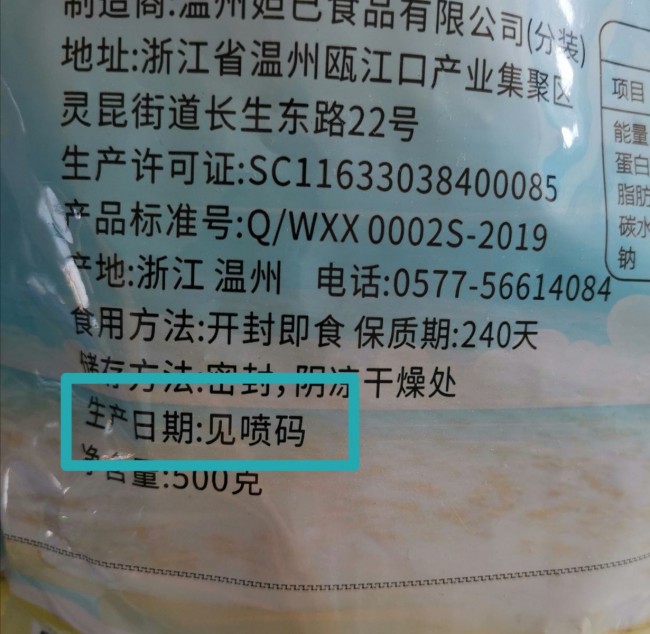 制造商:温州妲己食品有限公司(分装)
地址:浙江省温州瓯江口产业集聚区
灵昆街道长生东路22号
生产许可证:SC11633038400085
产品标准号:Q/WXX 0002S-2019
产地:浙江 温州 电话:0577-56614084
食用方法:开封即食 保质期:240天
储存方法:密封,阴凉干燥处
生产日期:见喷码
净含量:500克
项目
能量
蛋白
脂肪
碳水
钠